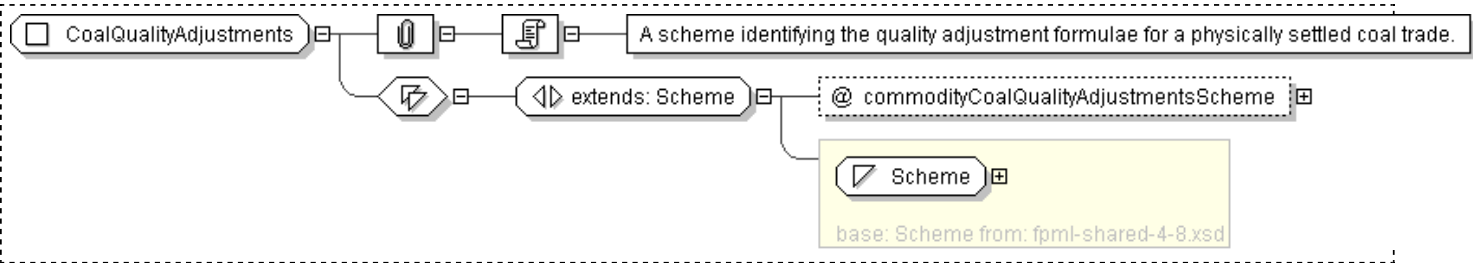 CoalQualityAdjustments
A scheme identifying the quality adjustment formulae for a physically settled coal trade.
extends: Scheme
@ commodityCoalQualityAdjustmentsScheme
Scheme
base: Scheme from: fpml-shared-4-8.xsd